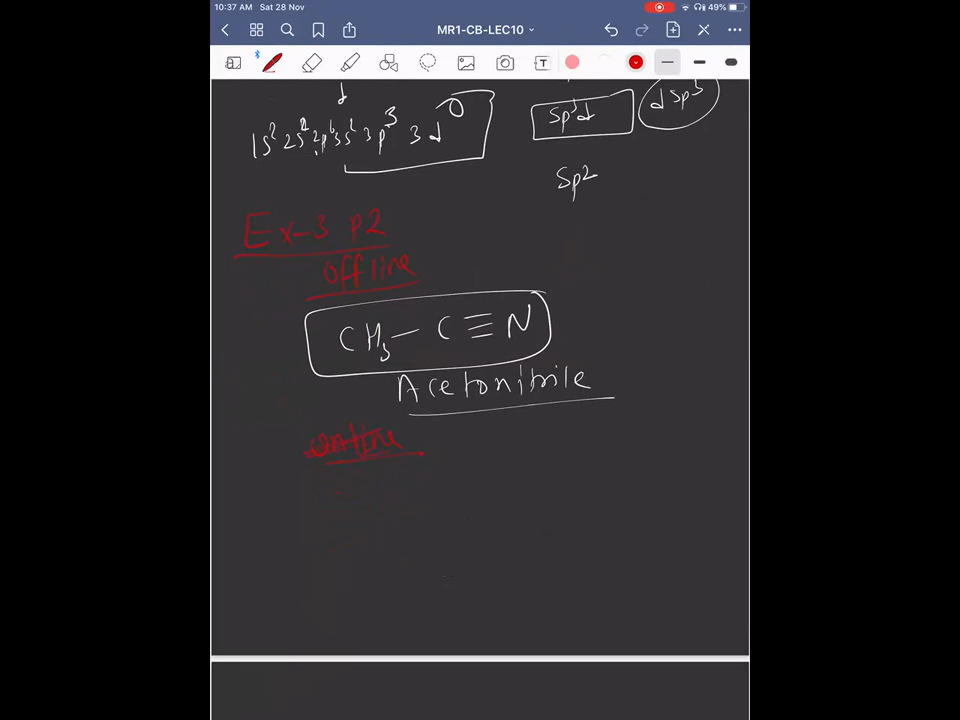 10:37 AM Sat 28 Nov
49%
MR1-CB-LEC10
T
d
1s² 2s² 2p⁶ 3s² 3p³ 3d⁰
Sp³d
dsp³
Sp2
Ex-3 p2
offline
CH₃ — C ≡ N
Acetonitrile